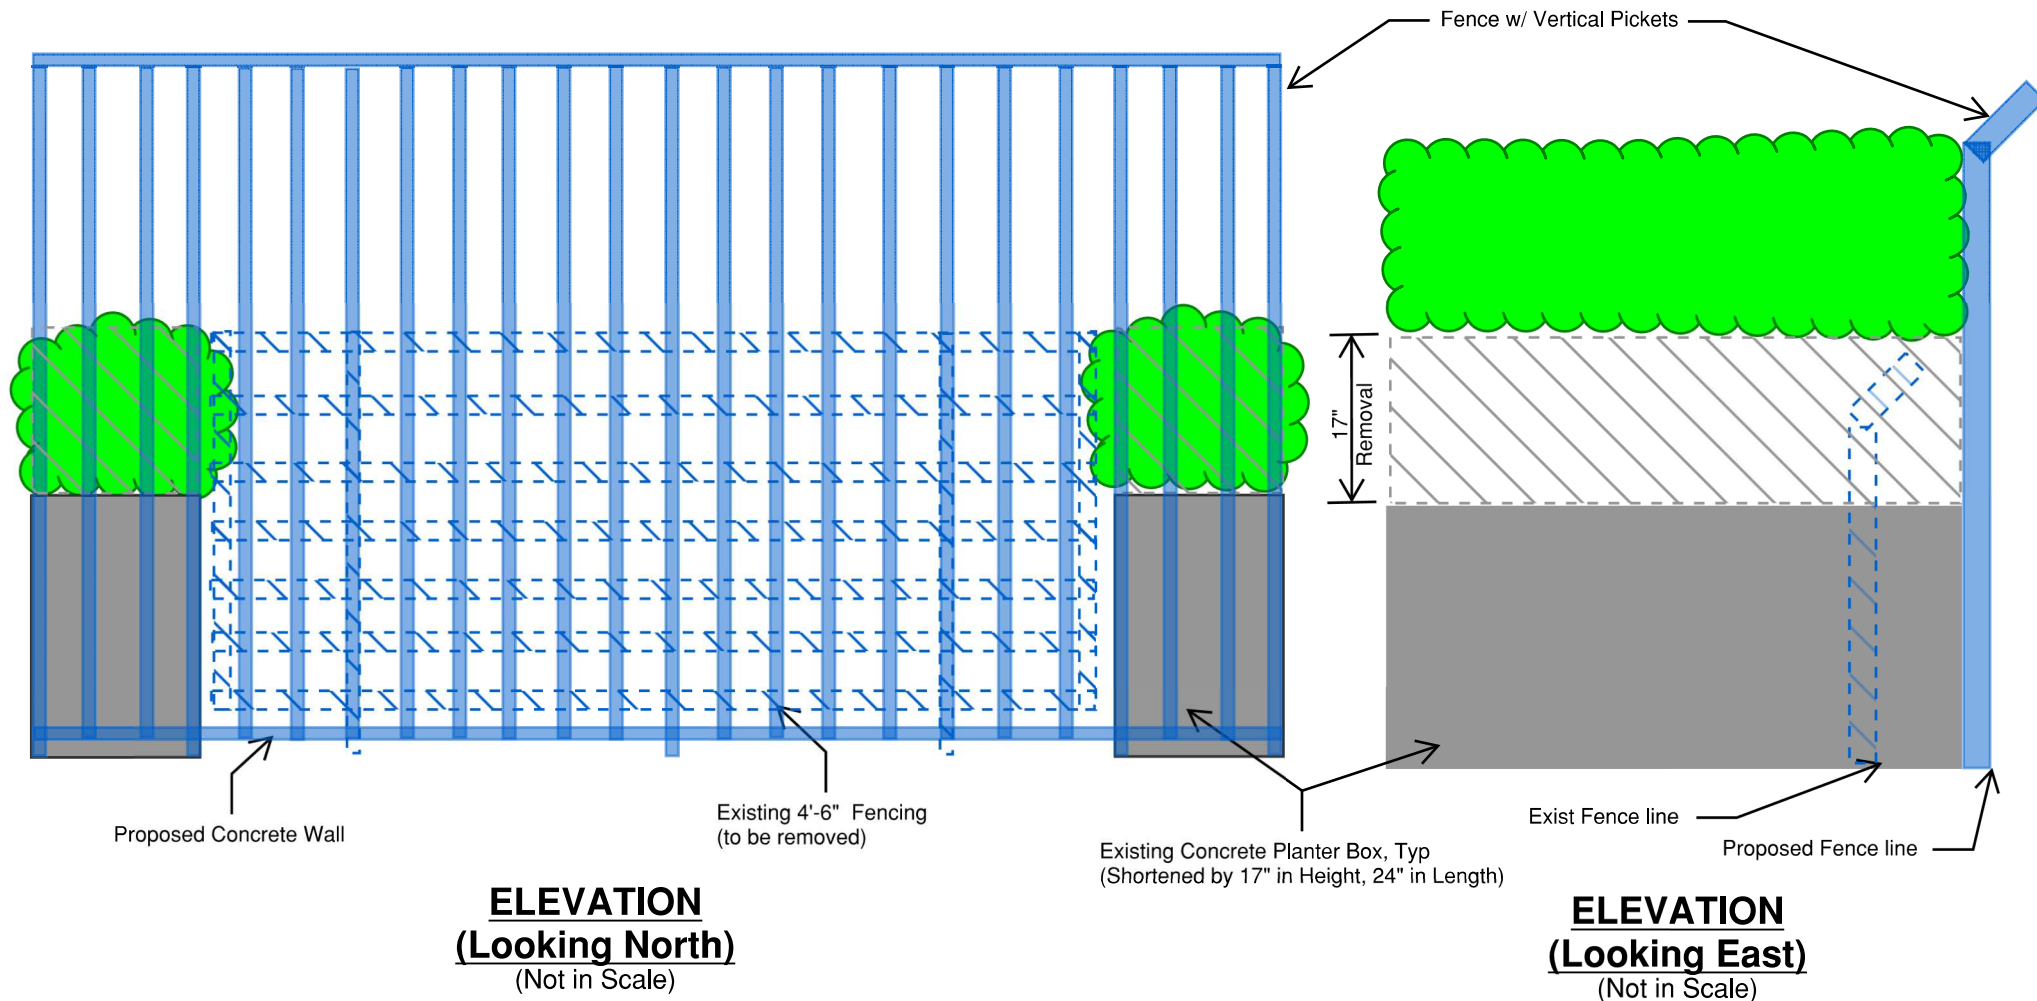 Fence w/ Vertical Pickets
17"
Removal
Proposed Concrete Wall
Existing 4'-6" Fencing
(to be removed)
Existing Concrete Planter Box, Typ
(Shortened by 17" in Height, 24" in Length)
Exist Fence line
Proposed Fence line
ELEVATION
(Looking North)
(Not in Scale)
ELEVATION
(Looking East)
(Not in Scale)